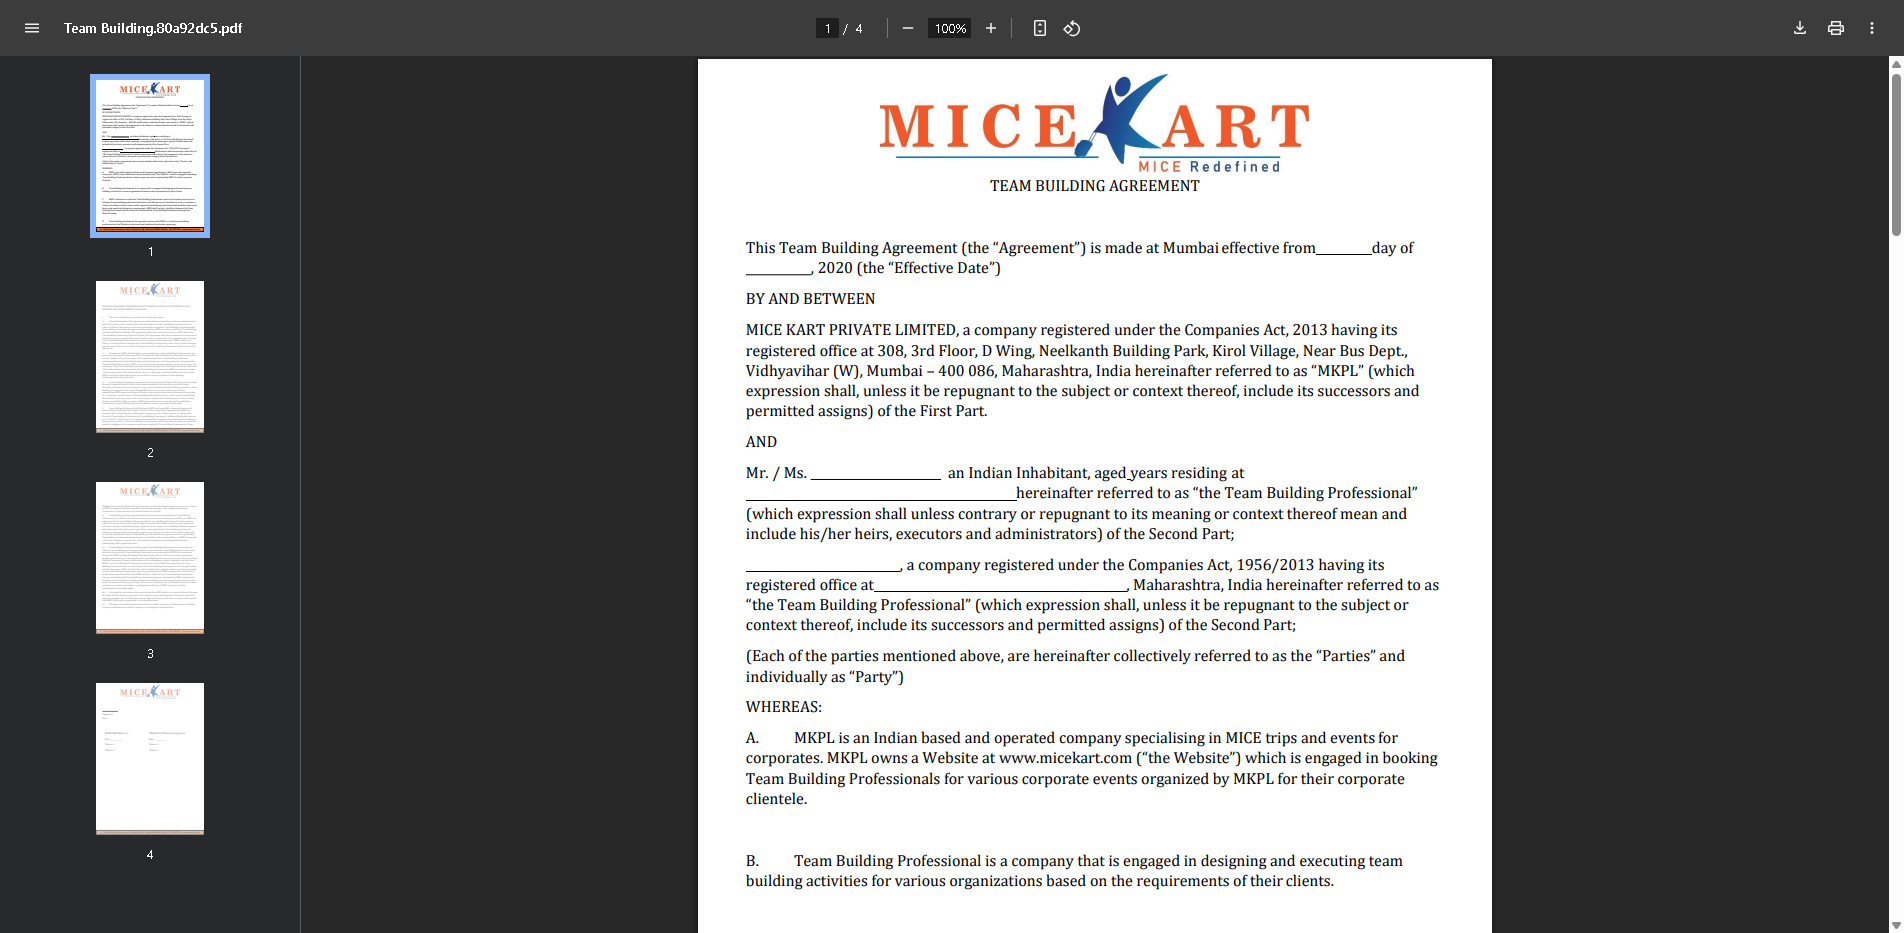 Team Building.80a92dc5.pdf
1 / 4
100%
1
2
3
4
MICE KART
MICE Redefined
TEAM BUILDING AGREEMENT
This Team Building Agreement (the “Agreement”) is made at Mumbai effective from________day of
_________, 2020 (the “Effective Date”)
BY AND BETWEEN
MICE KART PRIVATE LIMITED, a company registered under the Companies Act, 2013 having its
registered office at 308, 3rd Floor, D Wing, Neelkanth Building Park, Kirol Village, Near Bus Dept.,
Vidhyavihar (W), Mumbai – 400 086, Maharashtra, India hereinafter referred to as “MKPL” (which
expression shall, unless it be repugnant to the subject or context thereof, include its successors and
permitted assigns) of the First Part.
AND
Mr. / Ms. __________________ an Indian Inhabitant, aged_years residing at
______________________________________hereinafter referred to as “the Team Building Professional”
(which expression shall unless contrary or repugnant to its meaning or context thereof mean and
include his/her heirs, executors and administrators) of the Second Part;
______________________, a company registered under the Companies Act, 1956/2013 having its
registered office at____________________________________, Maharashtra, India hereinafter referred to as
“the Team Building Professional” (which expression shall, unless it be repugnant to the subject or
context thereof, include its successors and permitted assigns) of the Second Part;
(Each of the parties mentioned above, are hereinafter collectively referred to as the “Parties” and
individually as “Party”)
WHEREAS:
A. MKPL is an Indian based and operated company specialising in MICE trips and events for
corporates. MKPL owns a Website at www.micekart.com (“the Website”) which is engaged in booking
Team Building Professionals for various corporate events organized by MKPL for their corporate
clientele.
B. Team Building Professional is a company that is engaged in designing and executing team
building activities for various organizations based on the requirements of their clients.